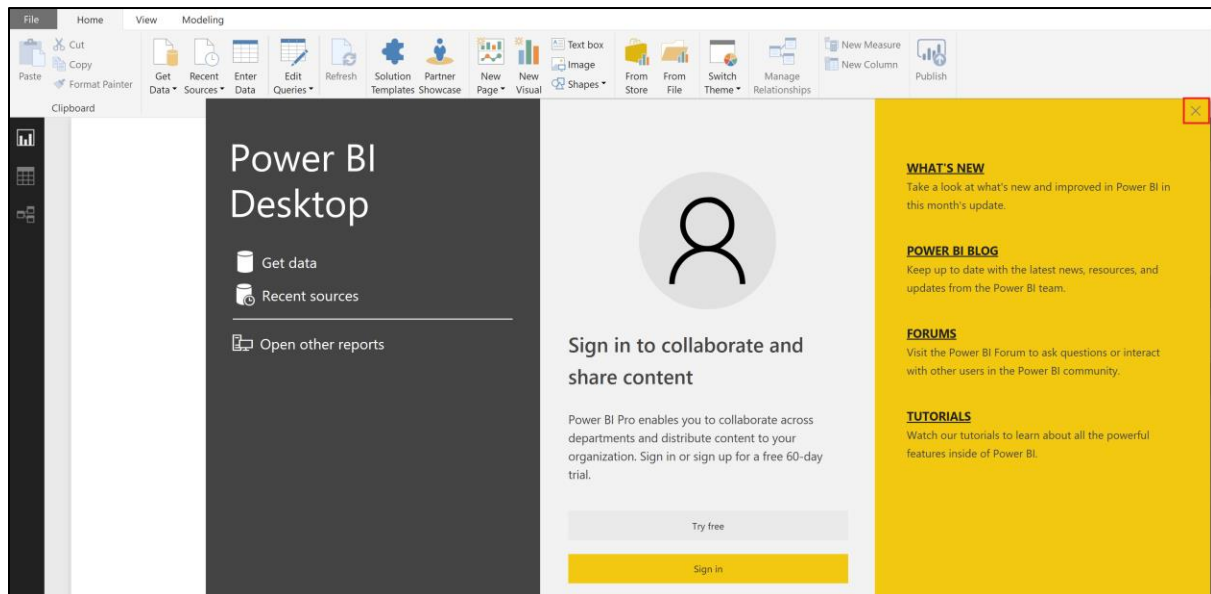 File Home View Modeling
Paste
Cut
Copy
Format Painter
Clipboard
Get
Data
Recent
Sources
Enter
Data
Edit
Queries
Refresh
Solution
Templates
Partner
Showcase
New
Page
New
Visual
Text box
Image
Shapes
From
Store
From
File
Switch
Theme
Manage
Relationships
New Measure
New Column
Publish
Power BI
Desktop
Get data
Recent sources
Open other reports
Sign in to collaborate and
share content
Power BI Pro enables you to collaborate across
departments and distribute content to your
organization. Sign in or sign up for a free 60-day
trial.
Try free
Sign in
WHAT'S NEW
Take a look at what's new and improved in Power BI in
this month's update.
POWER BI BLOG
Keep up to date with the latest news, resources, and
updates from the Power BI team.
FORUMS
Visit the Power BI Forum to ask questions or interact
with other users in the Power BI community.
TUTORIALS
Watch our tutorials to learn about all the powerful
features inside of Power BI.